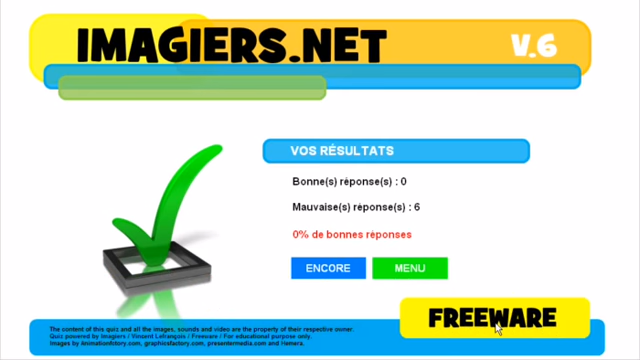 IMAGIERS.NET
V.6
VOS RÉSULTATS
Bonne(s) réponse(s) : 0
Mauvaise(s) réponse(s) : 6
0% de bonnes réponses
ENCORE
MENU
FREEWARE
The content of this quiz and all the images, sounds and video are the property of their respective owner.
Quiz powered by Imagiers / Vincent Lefrançois / Freeware / For educational purpose only.
Images by Animationfctory.com, graphicsfactory.com, presentermedia.com and Hemera.